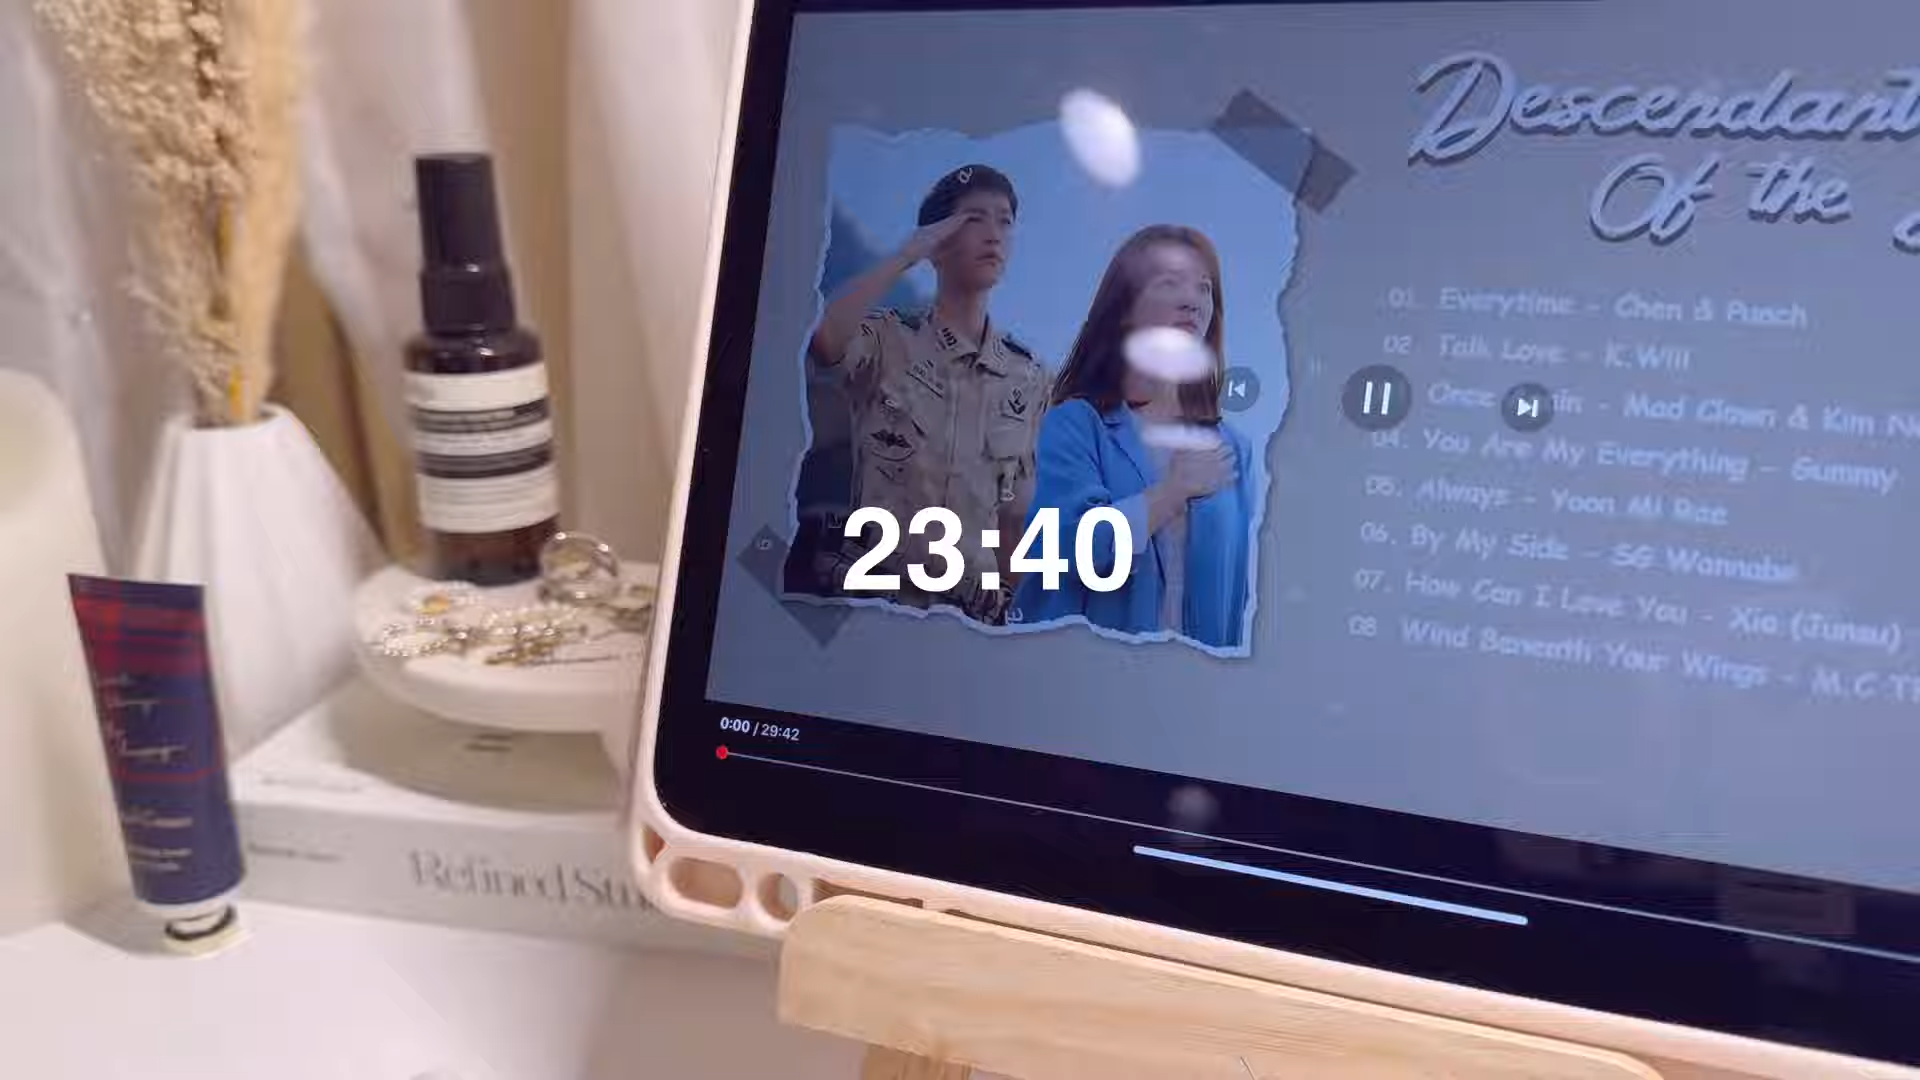 Descendant
Of the
01. Everytime - Chen & Punch
02. Talk Love - K.Will
Once - Mad Clown & Kim Na
04. You Are My Everything - Gummy
05. Always - Yoon Mi Rae
06. By My Side - SG Wannabe
07. How Can I Love You - Xia (Junsu)
08 Wind Beneath Your Wings - M.C
23:40
0:00 / 29:42
Refined